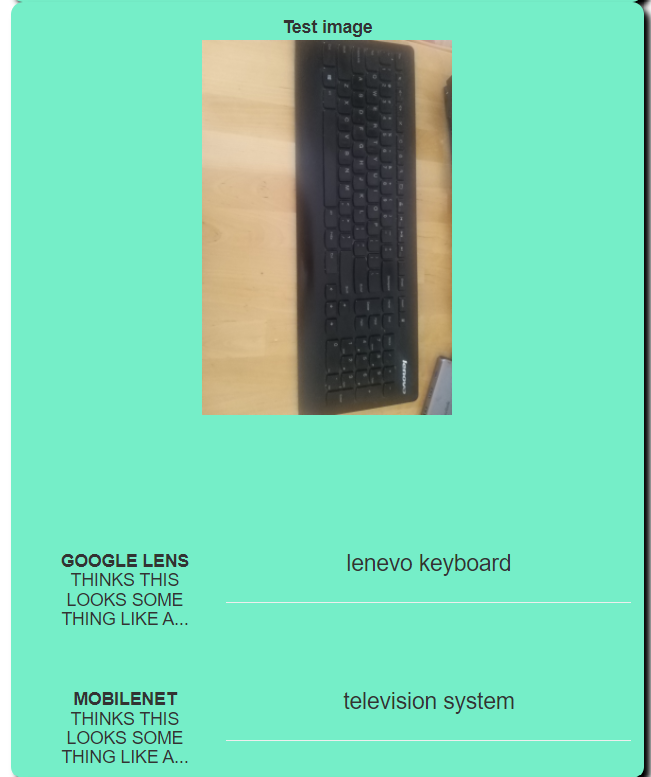 Test image
lenovo
GOOGLE LENS
THINKS THIS
LOOKS SOME
THING LIKE A...
lenevo keyboard
MOBILENET
THINKS THIS
LOOKS SOME
THING LIKE A...
television system